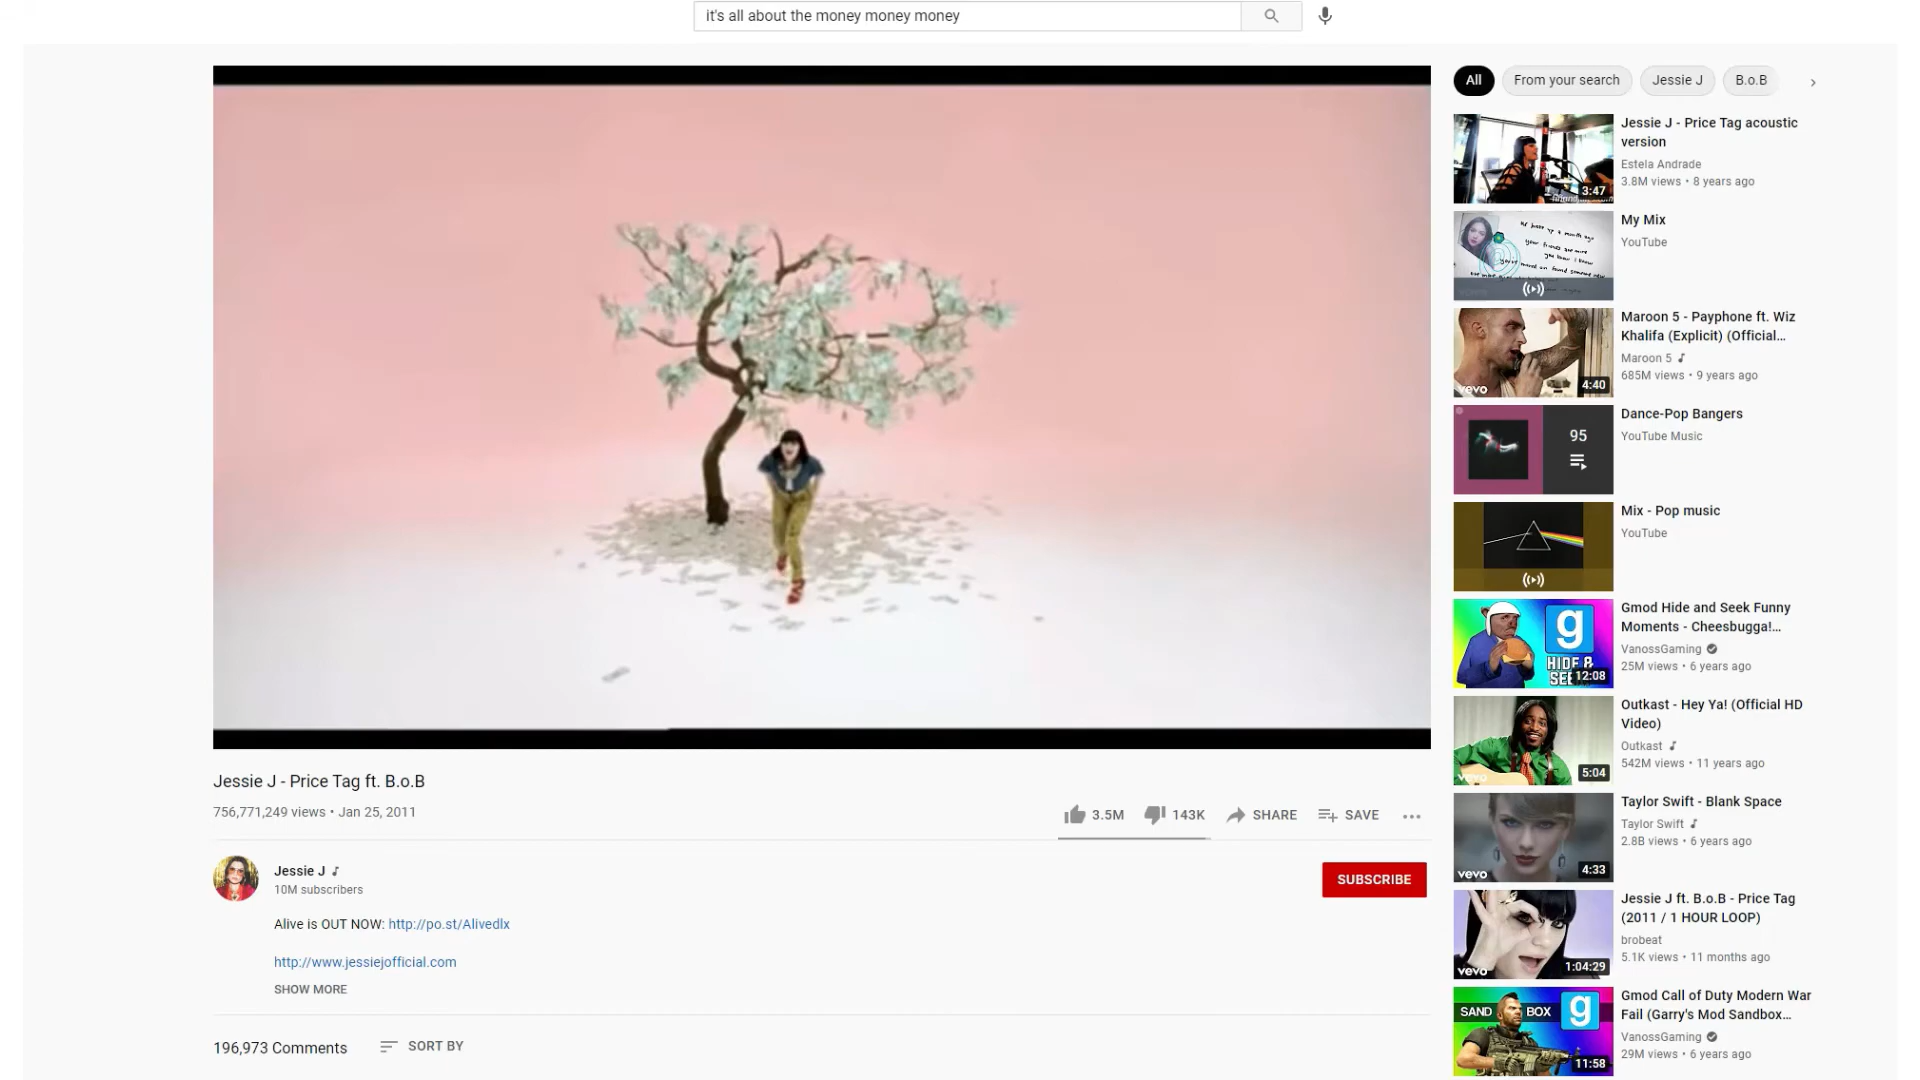 it's all about the money money money
All
From your search
Jessie J
B.o.B
Jessie J - Price Tag ft. B.o.B
756,771,249 views • Jan 25, 2011
3.5M
143K
SHARE
SAVE
Jessie J
10M subscribers
SUBSCRIBE
Alive is OUT NOW: http://po.st/Alivedlx
http://www.jessiejofficial.com
SHOW MORE
196,973 Comments
SORT BY
3:47
Jessie J - Price Tag acoustic
version
Estela Andrade
3.8M views • 8 years ago
My Mix
YouTube
vevo
4:40
Maroon 5 - Payphone ft. Wiz
Khalifa (Explicit) (Official...
Maroon 5
685M views • 9 years ago
95
Dance-Pop Bangers
YouTube Music
Mix - Pop music
YouTube
g
HIDE &
12:08
Gmod Hide and Seek Funny
Moments - Cheesbugga!...
VanossGaming
25M views • 6 years ago
vevo
5:04
Outkast - Hey Ya! (Official HD
Video)
Outkast
542M views • 11 years ago
vevo
4:33
Taylor Swift - Blank Space
Taylor Swift
2.8B views • 6 years ago
vevo
1:04:29
Jessie J ft. B.o.B - Price Tag
(2011 / 1 HOUR LOOP)
brobeat
5.1K views • 11 months ago
SAND BOX g
11:58
Gmod Call of Duty Modern War
Fail (Garry's Mod Sandbox...
VanossGaming
29M views • 6 years ago